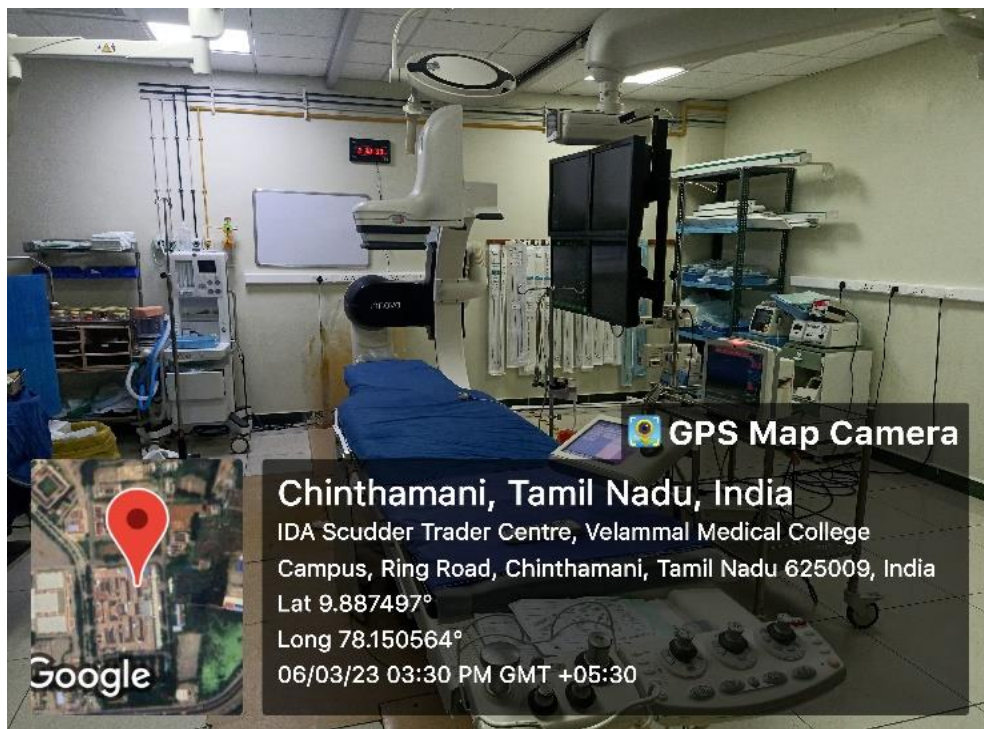 GPS Map Camera
Chinthamani, Tamil Nadu, India
IDA Scudder Trader Centre, Velammal Medical College
Campus, Ring Road, Chinthamani, Tamil Nadu 625009, India
Lat 9.887497°
Long 78.150564°
06/03/23 03:30 PM GMT +05:30
Google